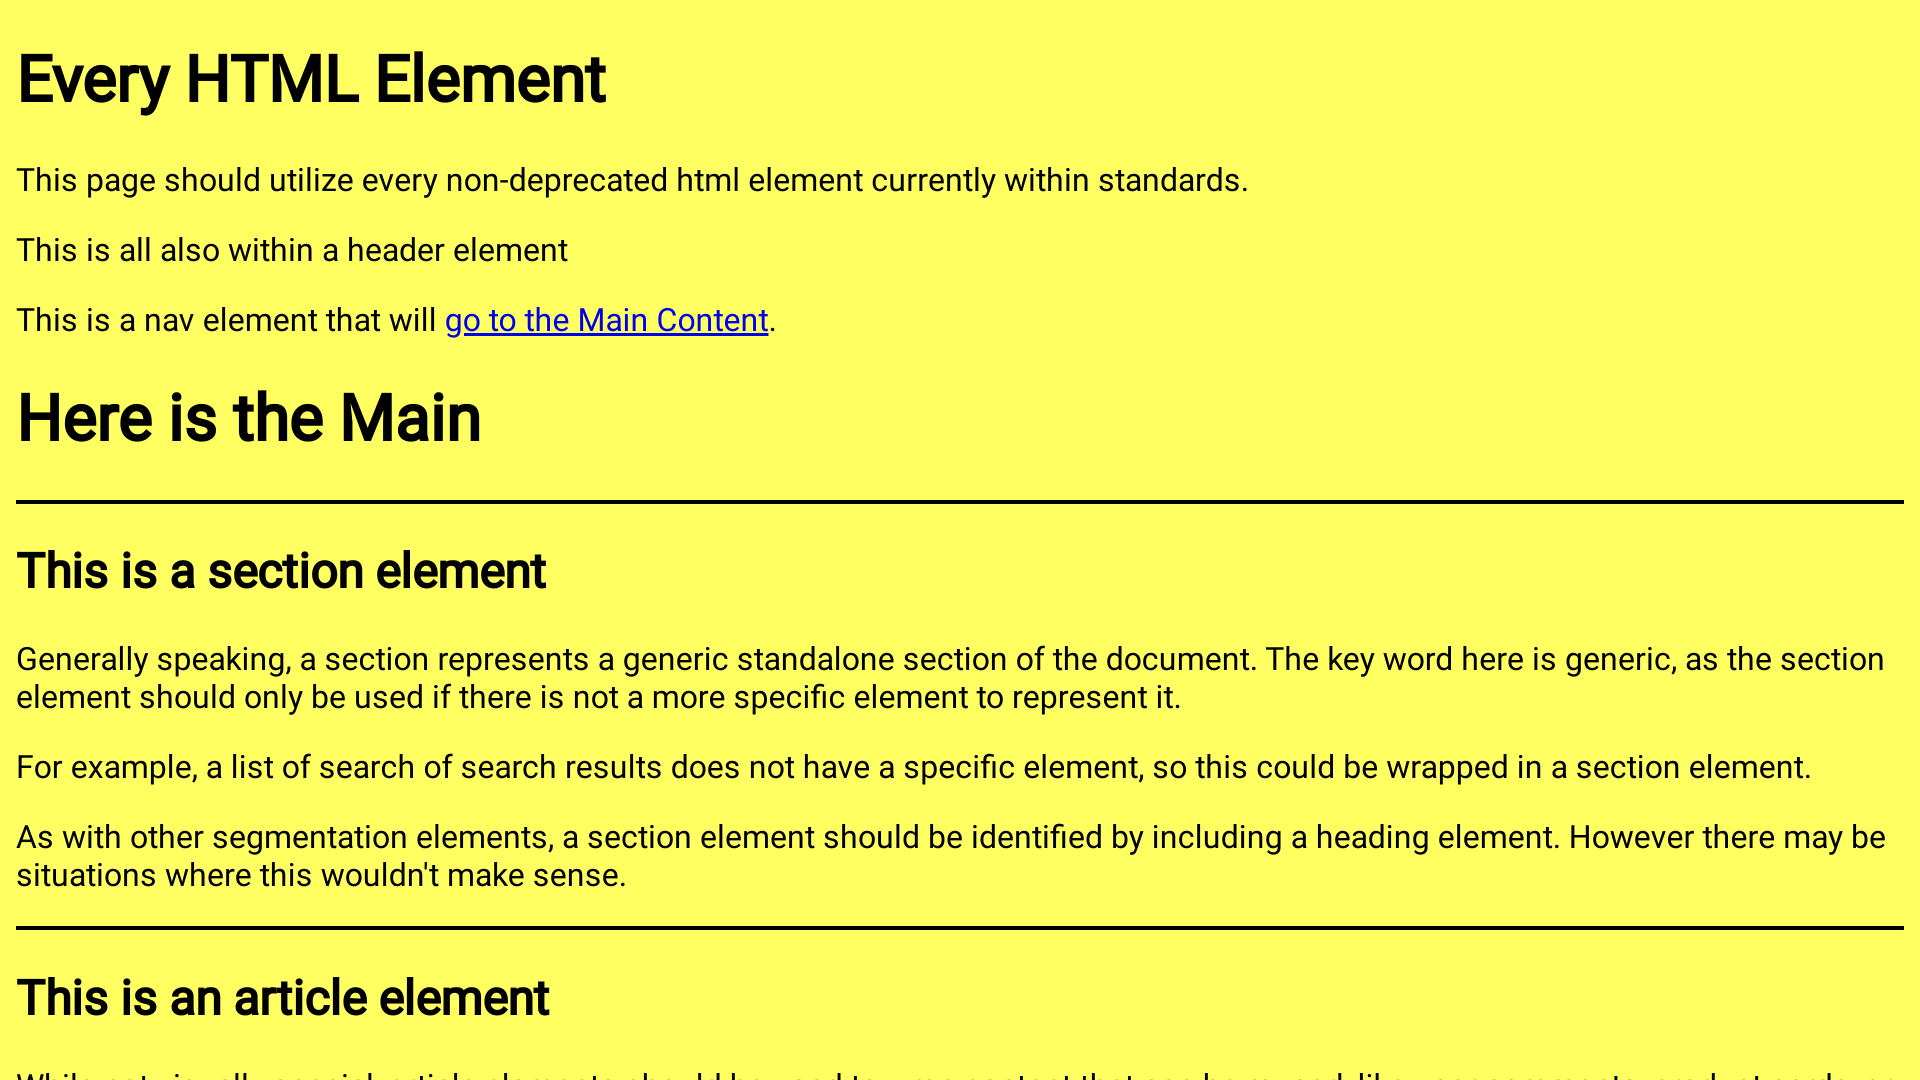 Every HTML Element
This page should utilize every non-deprecated html element currently within standards.
This is all also within a header element
This is a nav element that will go to the Main Content.
Here is the Main
This is a section element
Generally speaking, a section represents a generic standalone section of the document. The key word here is generic, as the section
element should only be used if there is not a more specific element to represent it.
For example, a list of search of search results does not have a specific element, so this could be wrapped in a section element.
As with other segmentation elements, a section element should be identified by including a heading element. However there may be
situations where this wouldn't make sense.
This is an article element